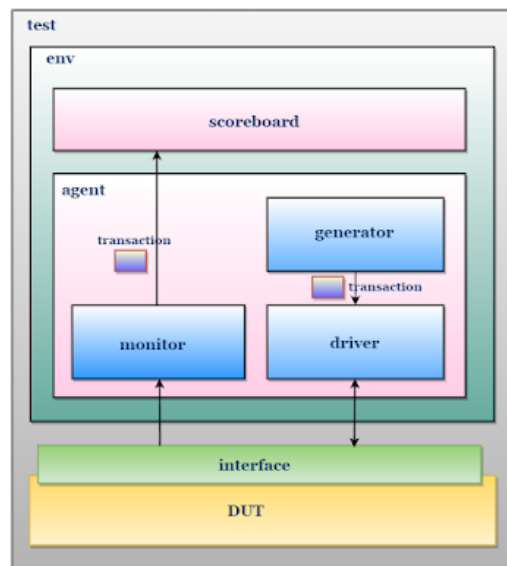 test
env
scoreboard
agent
transaction
generator
transaction
monitor
driver
interface
DUT